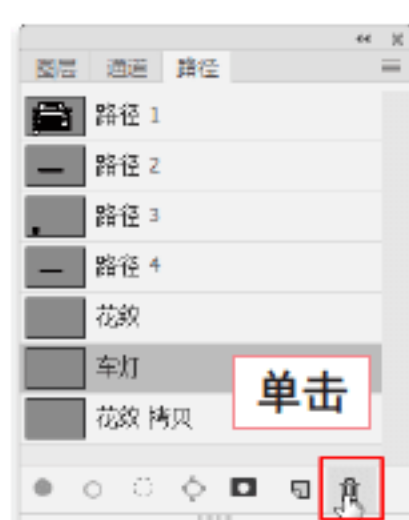 图层 通道 路径
路径 1
路径 2
路径 3
路径 4
花纹
车灯
单击
花纹 拷贝